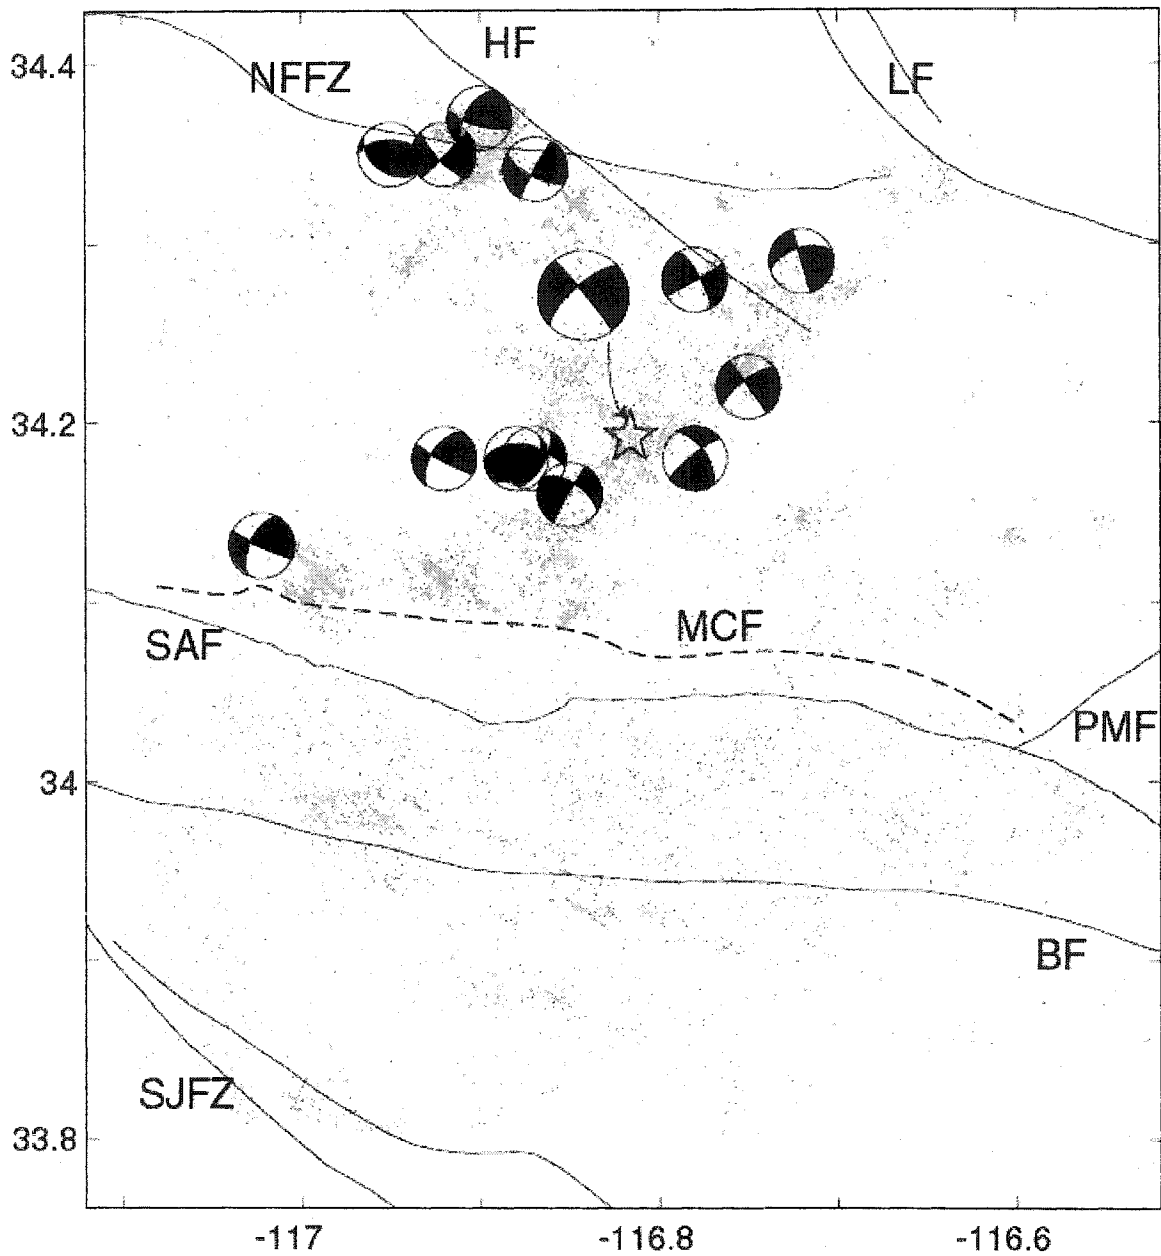 HF
34.4
NFFZ
LF
34.2
MCF
SAF
PMF
34
BF
SJFZ
33.8
-117
-116.8
-116.6